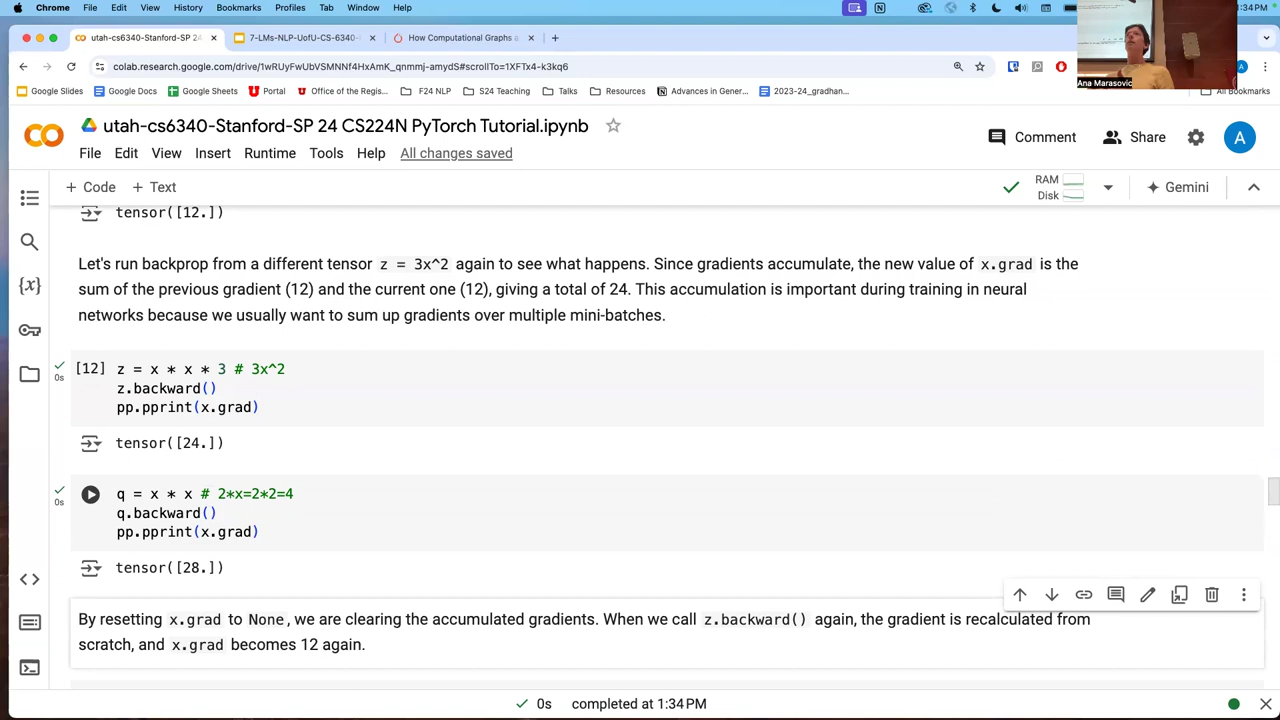 Chrome File Edit View History Bookmarks Profiles Tab Window Help
utah-cs6340-Stanford-SP 24 7-LMs-NLP-UofU-CS-6340- How Computational Graphs a
colab.research.google.com/drive/1wRUyFwUbVSMNNf4HxAmK_qnmmj-amydS#scrollTo=1XFTx4-k3kq6
Google Slides Google Docs Google Sheets Portal Office of the Regi F24 NLP S24 Teaching Talks Resources Advances in Gener... 2023-24_gradhan... All Bookmarks
Ana Marasovic
utah-cs6340-Stanford-SP 24 CS224N PyTorch Tutorial.ipynb
Comment Share A
File Edit View Insert Runtime Tools Help All changes saved
+ Code + Text RAM Disk Gemini
tensor([12.])
Let's run backprop from a different tensor z = 3x^2 again to see what happens. Since gradients accumulate, the new value of x.grad is the
sum of the previous gradient (12) and the current one (12), giving a total of 24. This accumulation is important during training in neural
networks because we usually want to sum up gradients over multiple mini-batches.
[12] z = x * x * 3 # 3x^2
0s z.backward()
pp.pprint(x.grad)
tensor([24.])
q = x * x # 2*x=2*2=4
0s q.backward()
pp.pprint(x.grad)
tensor([28.])
By resetting x.grad to None, we are clearing the accumulated gradients. When we call z.backward() again, the gradient is recalculated from
scratch, and x.grad becomes 12 again.
0s completed at 1:34 PM